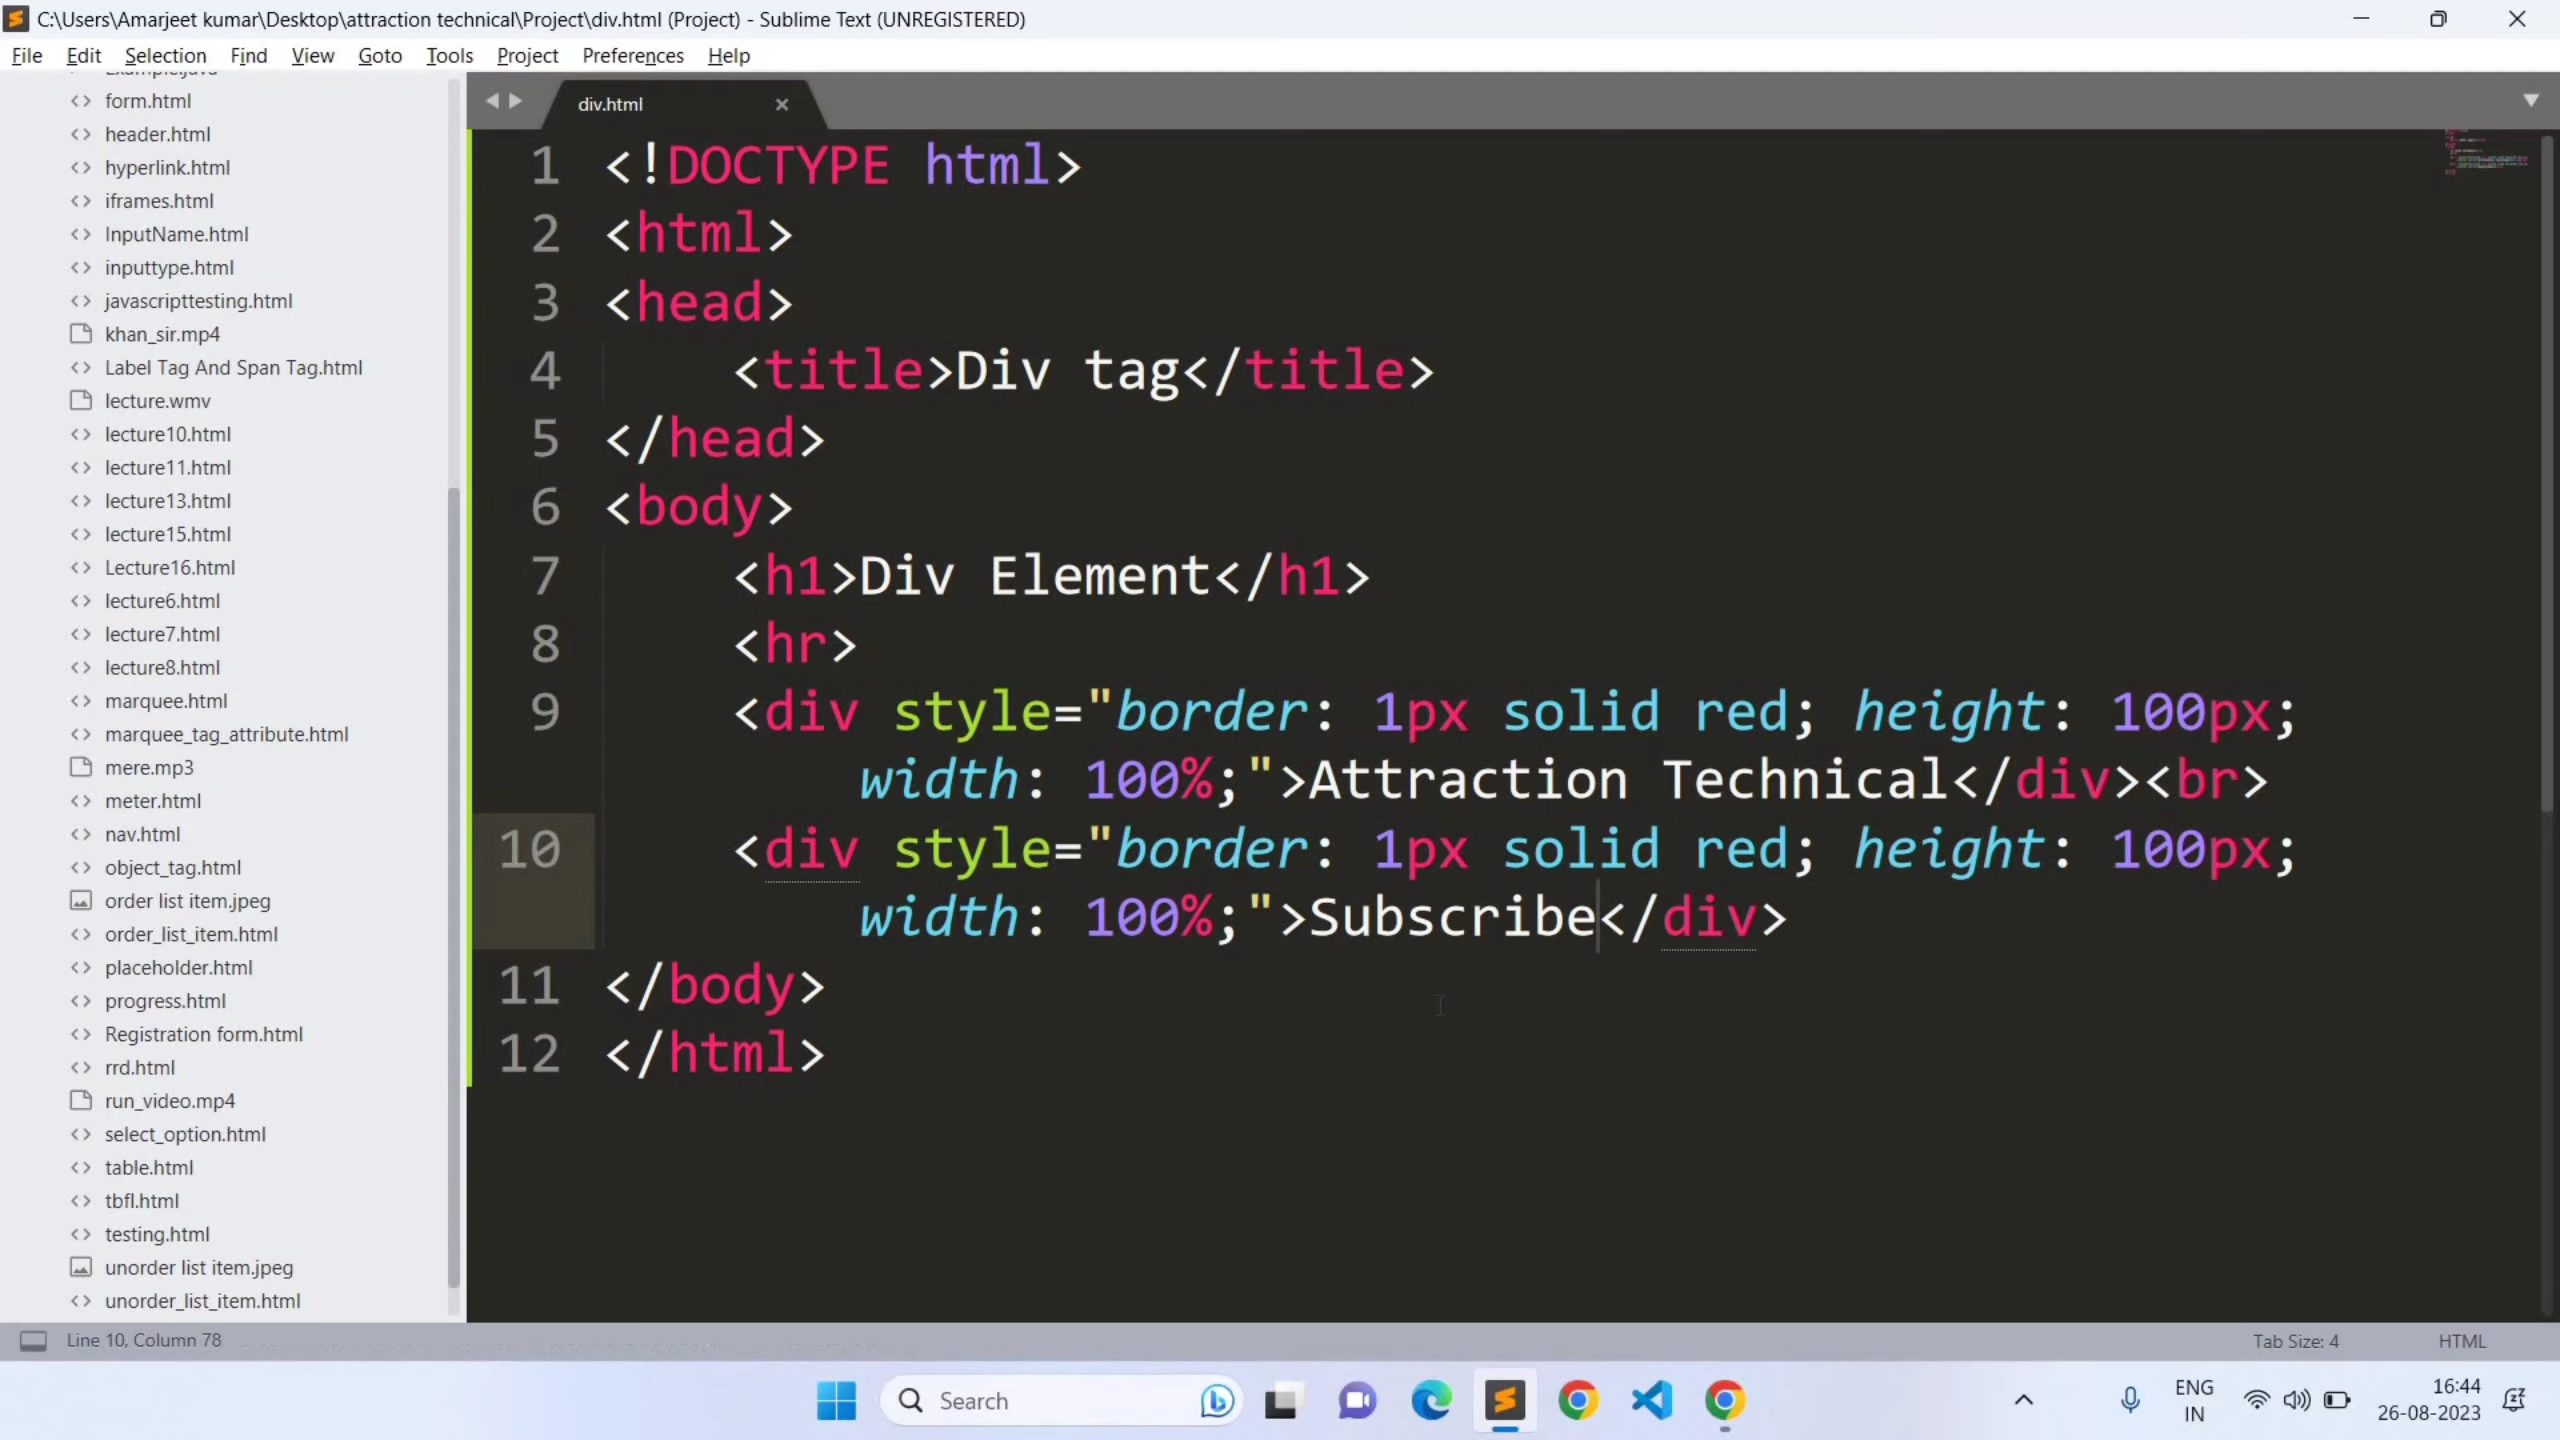 C:\Users\Amarjeet kumar\Desktop\attraction technical\Project\div.html (Project) - Sublime Text (UNREGISTERED)
File Edit Selection Find View Goto Tools Project Preferences Help
Example.java
form.html
header.html
hyperlink.html
iframes.html
InputName.html
inputtype.html
javascripttesting.html
khan_sir.mp4
Label Tag And Span Tag.html
lecture.wmv
lecture10.html
lecture11.html
lecture13.html
lecture15.html
Lecture16.html
lecture6.html
lecture7.html
lecture8.html
marquee.html
marquee_tag_attribute.html
mere.mp3
meter.html
nav.html
object_tag.html
order list item.jpeg
order_list_item.html
placeholder.html
progress.html
Registration form.html
rrd.html
run_video.mp4
select_option.html
table.html
tbfl.html
testing.html
unorder list item.jpeg
unorder_list_item.html
div.html
1 <!DOCTYPE html>
2 <html>
3 <head>
4 <title>Div tag</title>
5 </head>
6 <body>
7 <h1>Div Element</h1>
8 <hr>
9 <div style="border: 1px solid red; height: 100px;
width: 100%;">Attraction Technical</div><br>
10 <div style="border: 1px solid red; height: 100px;
width: 100%;">Subscribe</div>
11 </body>
12 </html>
Line 10, Column 78
Tab Size: 4 HTML
Search
ENG
IN
16:44
26-08-2023